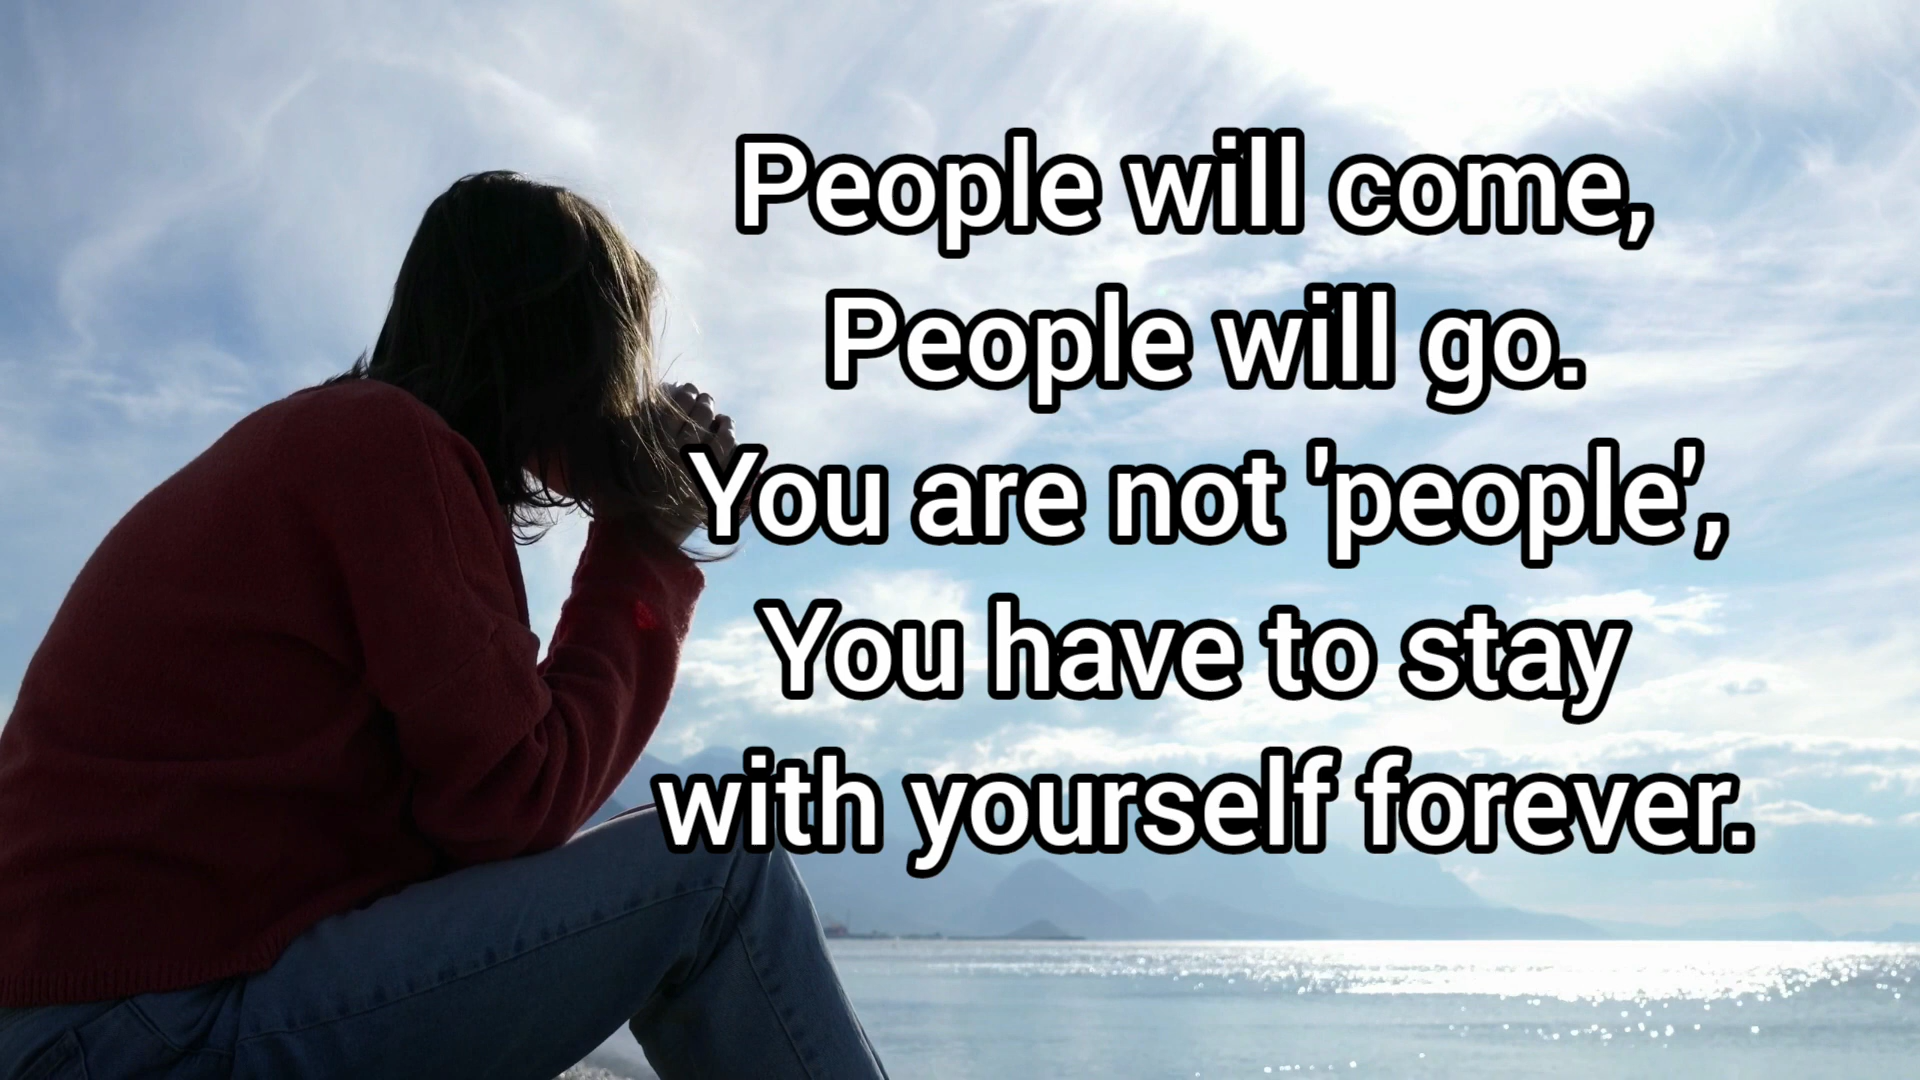 People will come,
People will go.
You are not 'people',
You have to stay
with yourself forever.